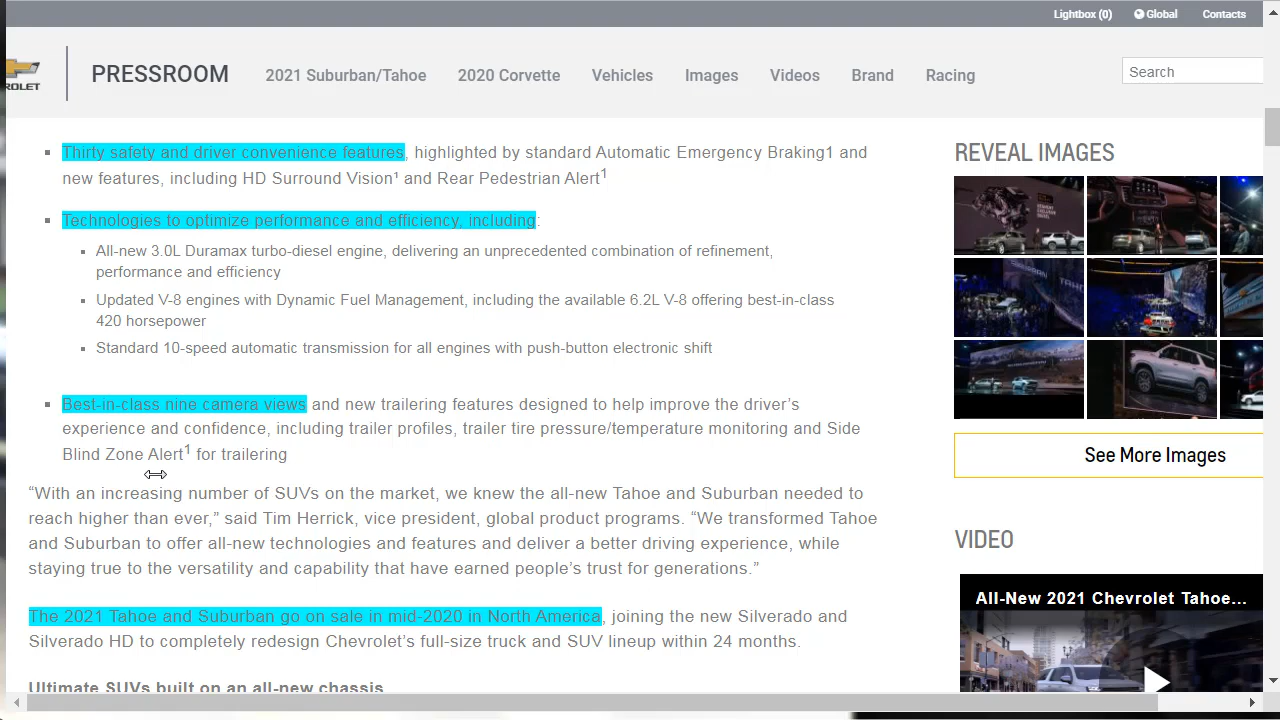 Lightbox (0) Global Contacts
ROLET
PRESSROOM 2021 Suburban/Tahoe 2020 Corvette Vehicles Images Videos Brand Racing Search
Thirty safety and driver convenience features, highlighted by standard Automatic Emergency Braking1 and
new features, including HD Surround Vision¹ and Rear Pedestrian Alert¹
Technologies to optimize performance and efficiency, including:
All-new 3.0L Duramax turbo-diesel engine, delivering an unprecedented combination of refinement,
performance and efficiency
Updated V-8 engines with Dynamic Fuel Management, including the available 6.2L V-8 offering best-in-class
420 horsepower
Standard 10-speed automatic transmission for all engines with push-button electronic shift
Best-in-class nine camera views and new trailering features designed to help improve the driver’s
experience and confidence, including trailer profiles, trailer tire pressure/temperature monitoring and Side
Blind Zone Alert¹ for trailering
“With an increasing number of SUVs on the market, we knew the all-new Tahoe and Suburban needed to
reach higher than ever,” said Tim Herrick, vice president, global product programs. “We transformed Tahoe
and Suburban to offer all-new technologies and features and deliver a better driving experience, while
staying true to the versatility and capability that have earned people’s trust for generations.”
The 2021 Tahoe and Suburban go on sale in mid-2020 in North America, joining the new Silverado and
Silverado HD to completely redesign Chevrolet’s full-size truck and SUV lineup within 24 months.
Ultimate SUVs built on an all-new chassis
REVEAL IMAGES
See More Images
VIDEO
All-New 2021 Chevrolet Tahoe...